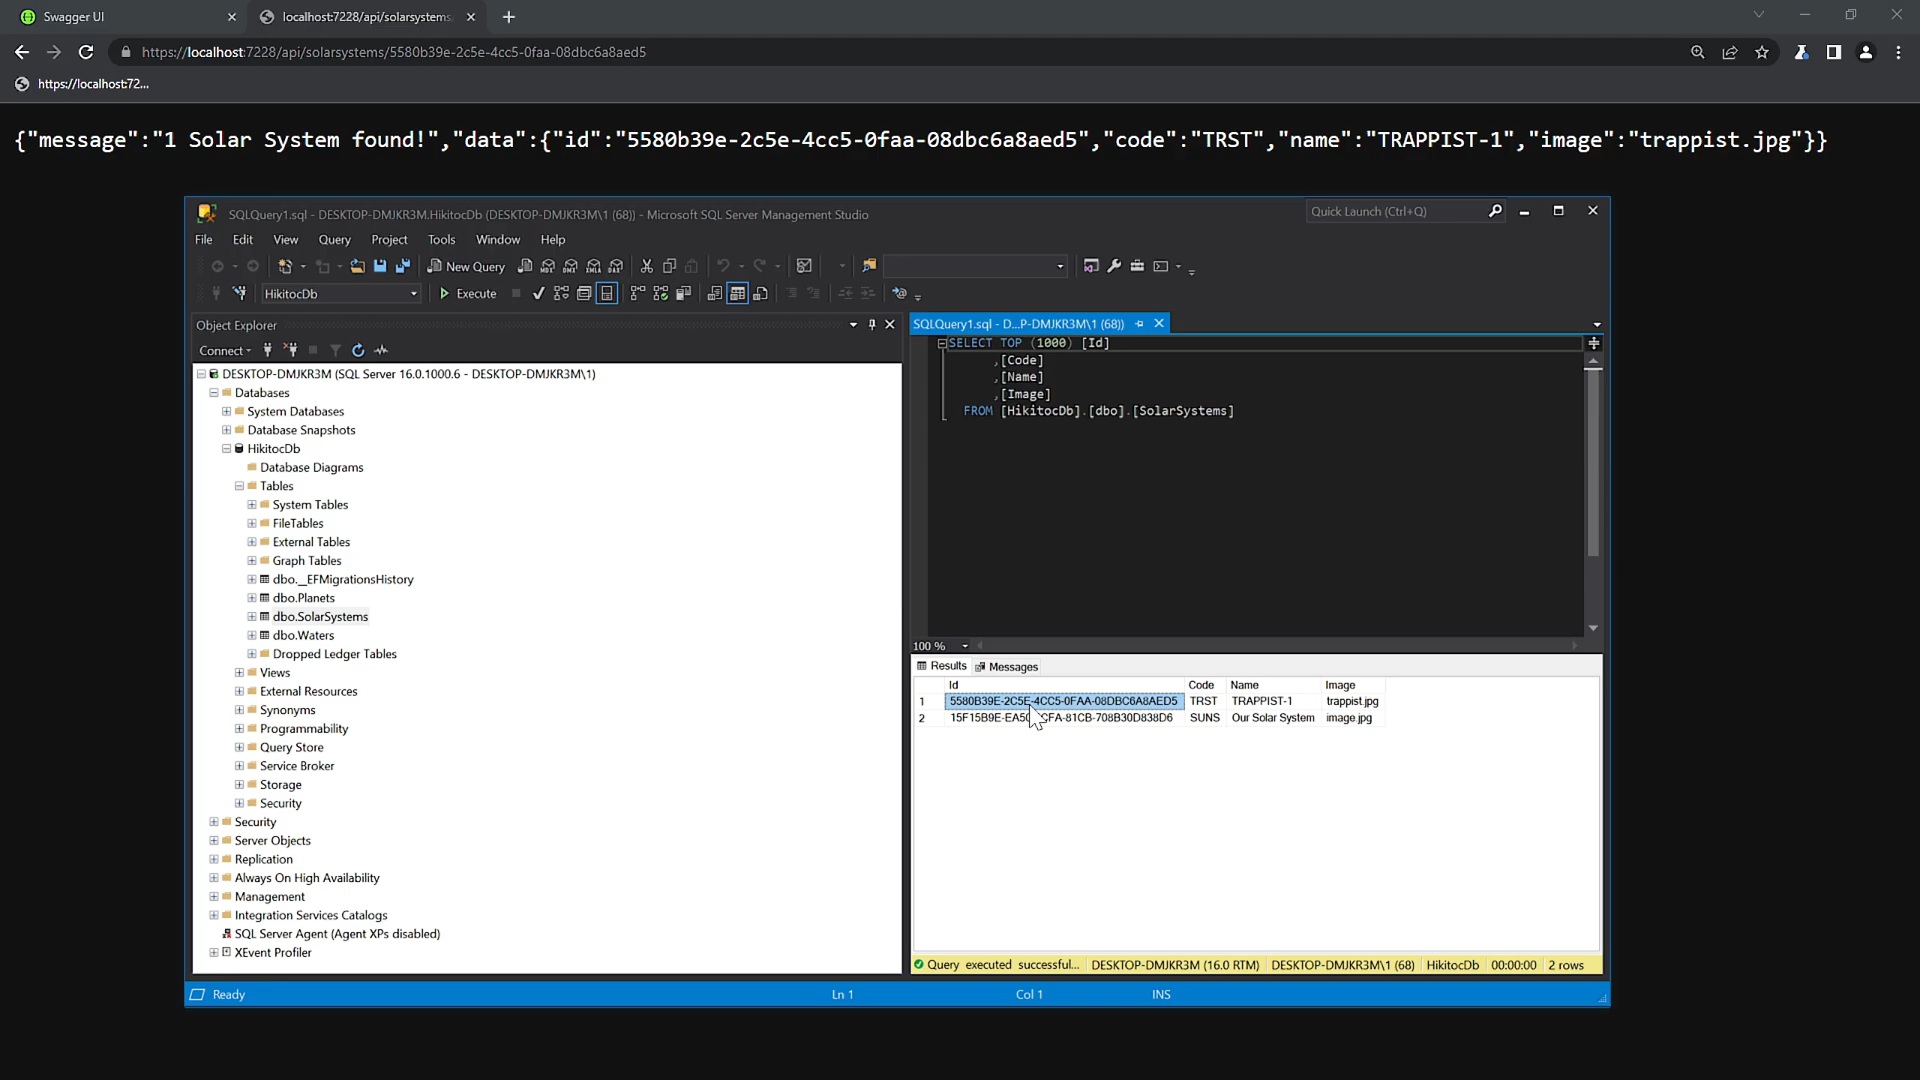 Swagger UI
localhost:7228/api/solarsystems
https://localhost:7228/api/solarsystems/5580b39e-2c5e-4cc5-0faa-08dbc6a8aed5
https://localhost:72...
{"message":"1 Solar System found!","data":{"id":"5580b39e-2c5e-4cc5-0faa-08dbc6a8aed5","code":"TRST","name":"TRAPPIST-1","image":"trappist.jpg"}}
SQLQuery1.sql - DESKTOP-DMJKR3M.HikitocDb (DESKTOP-DMJKR3M\1 (68)) - Microsoft SQL Server Management Studio
Quick Launch (Ctrl+Q)
File Edit View Query Project Tools Window Help
New Query
HikitocDb
Execute
Object Explorer
SQLQuery1.sql - D...P-DMJKR3M\1 (68))
Connect
DESKTOP-DMJKR3M (SQL Server 16.0.1000.6 - DESKTOP-DMJKR3M\1)
Databases
System Databases
Database Snapshots
HikitocDb
Database Diagrams
Tables
System Tables
FileTables
External Tables
Graph Tables
dbo.__EFMigrationsHistory
dbo.Planets
dbo.SolarSystems
dbo.Waters
Dropped Ledger Tables
Views
External Resources
Synonyms
Programmability
Query Store
Service Broker
Storage
Security
Security
Server Objects
Replication
Always On High Availability
Management
Integration Services Catalogs
SQL Server Agent (Agent XPs disabled)
XEvent Profiler
SELECT TOP (1000) [Id]
,[Code]
,[Name]
,[Image]
FROM [HikitocDb].[dbo].[SolarSystems]
100 %
Results Messages
Id Code Name Image
1 5580B39E-2C5E-4CC5-0FAA-08DBC6A8AED5 TRST TRAPPIST-1 trappist.jpg
2 15F15B9E-EA50 CFA-81CB-708B30D838D6 SUNS Our Solar System image.jpg
Query executed successful... DESKTOP-DMJKR3M (16.0 RTM) DESKTOP-DMJKR3M\1 (68) HikitocDb 00:00:00 2 rows
Ready Ln 1 Col 1 INS